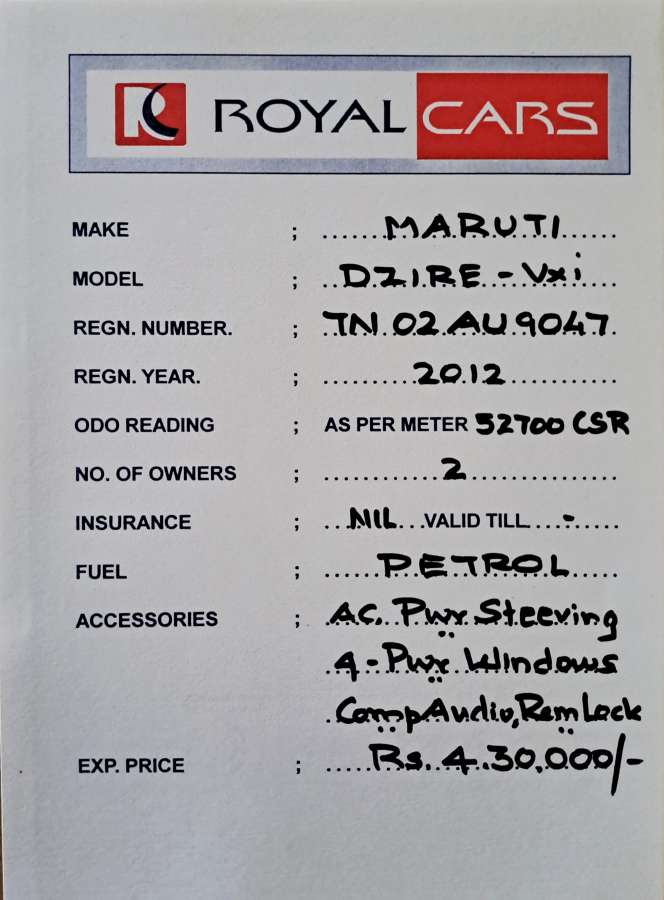 R ROYAL CARS
MAKE ; ......MARUTI......
MODEL ; ..DZIRE - Vxi....
REGN. NUMBER. ; TN.02.AU.9047.
REGN. YEAR. ; .........2012...........
ODO READING ; AS PER METER 52700 CSR
NO. OF OWNERS ; ............2...............
INSURANCE ; ..NIL...VALID TILL....-.....
FUEL ; .....PETROL.....
ACCESSORIES ; .AC. Pwr. Steeving
.4 - Pwr. Windows
.Comp Audio, Rem Lock
EXP. PRICE ; .....Rs. 4.30,000/-